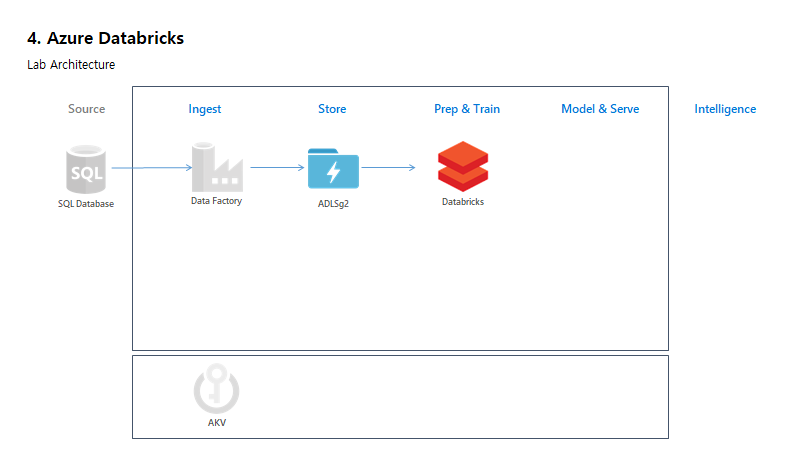 4. Azure Databricks
Lab Architecture
Source
Ingest
Store
Prep & Train
Model & Serve
Intelligence
SQL
SQL Database
Data Factory
ADLSg2
Databricks
AKV